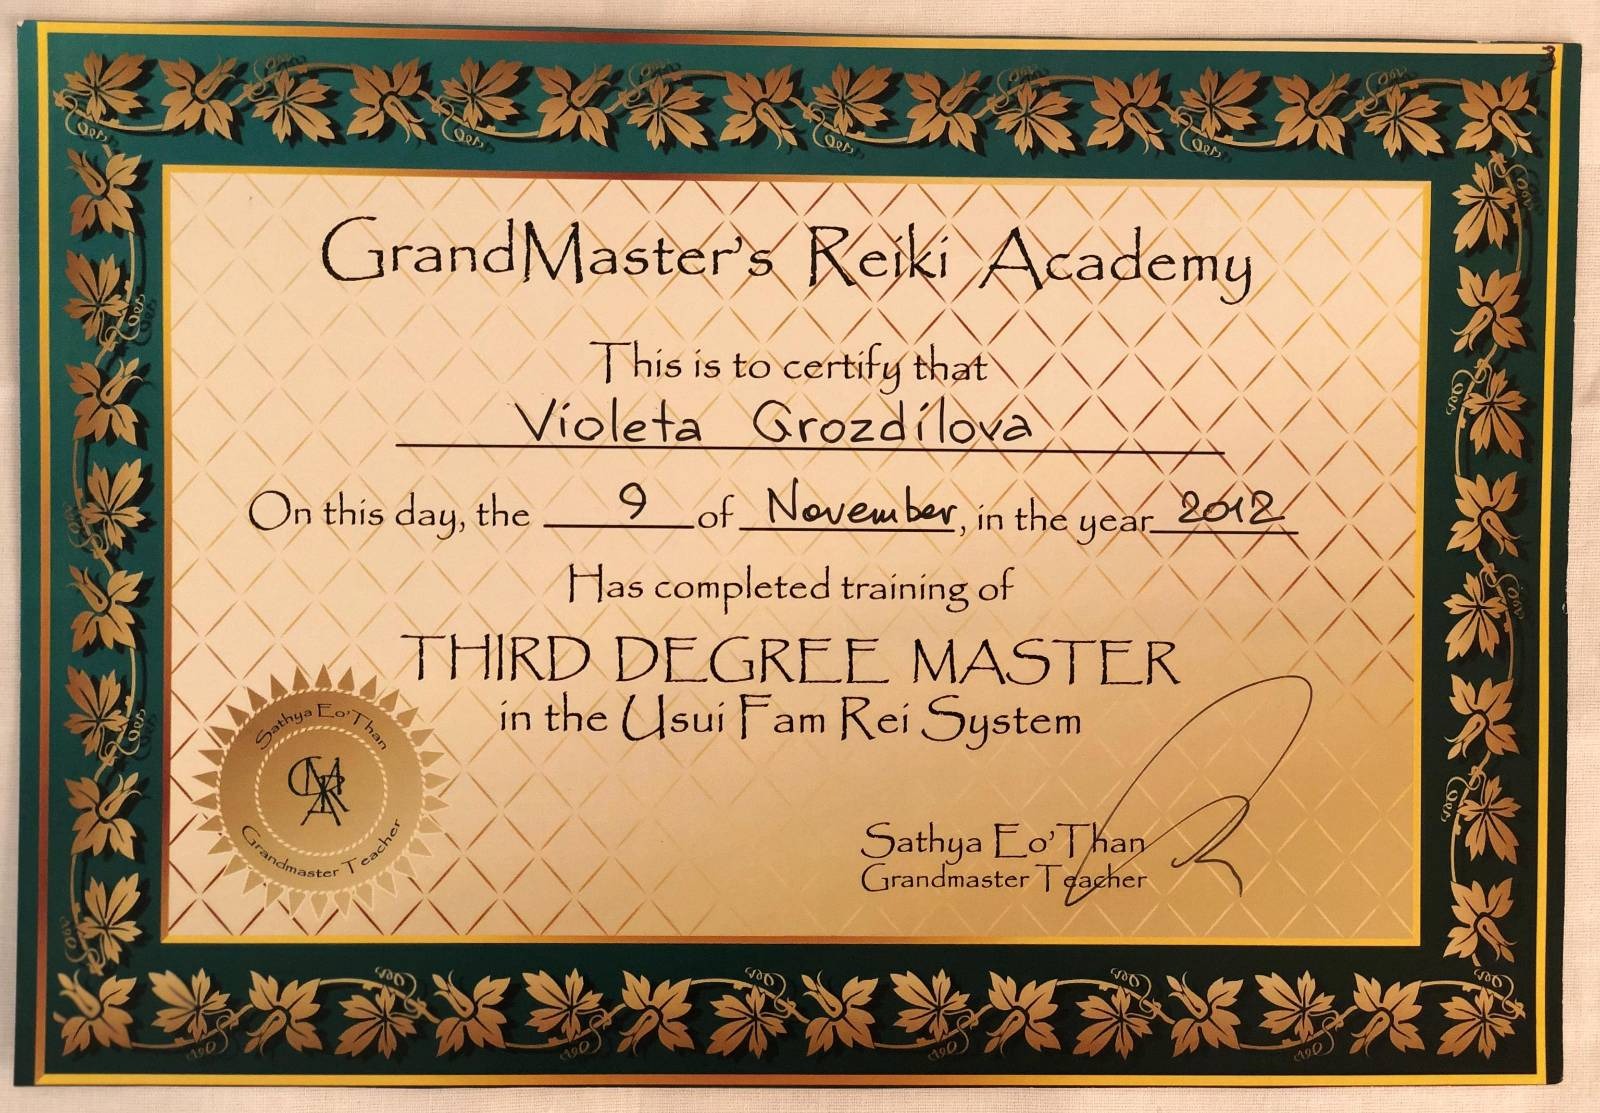 GrandMaster's Reiki Academy
This is to certify that
Violeta Grozdílova
On this day, the 9 of November, in the year 2012
Has completed training of
THIRD DEGREE MASTER
in the Usui Fam Rei System
Sathya Eo'Than
Grandmaster Teacher
Sathya Eo'Than
Grandmaster Teacher